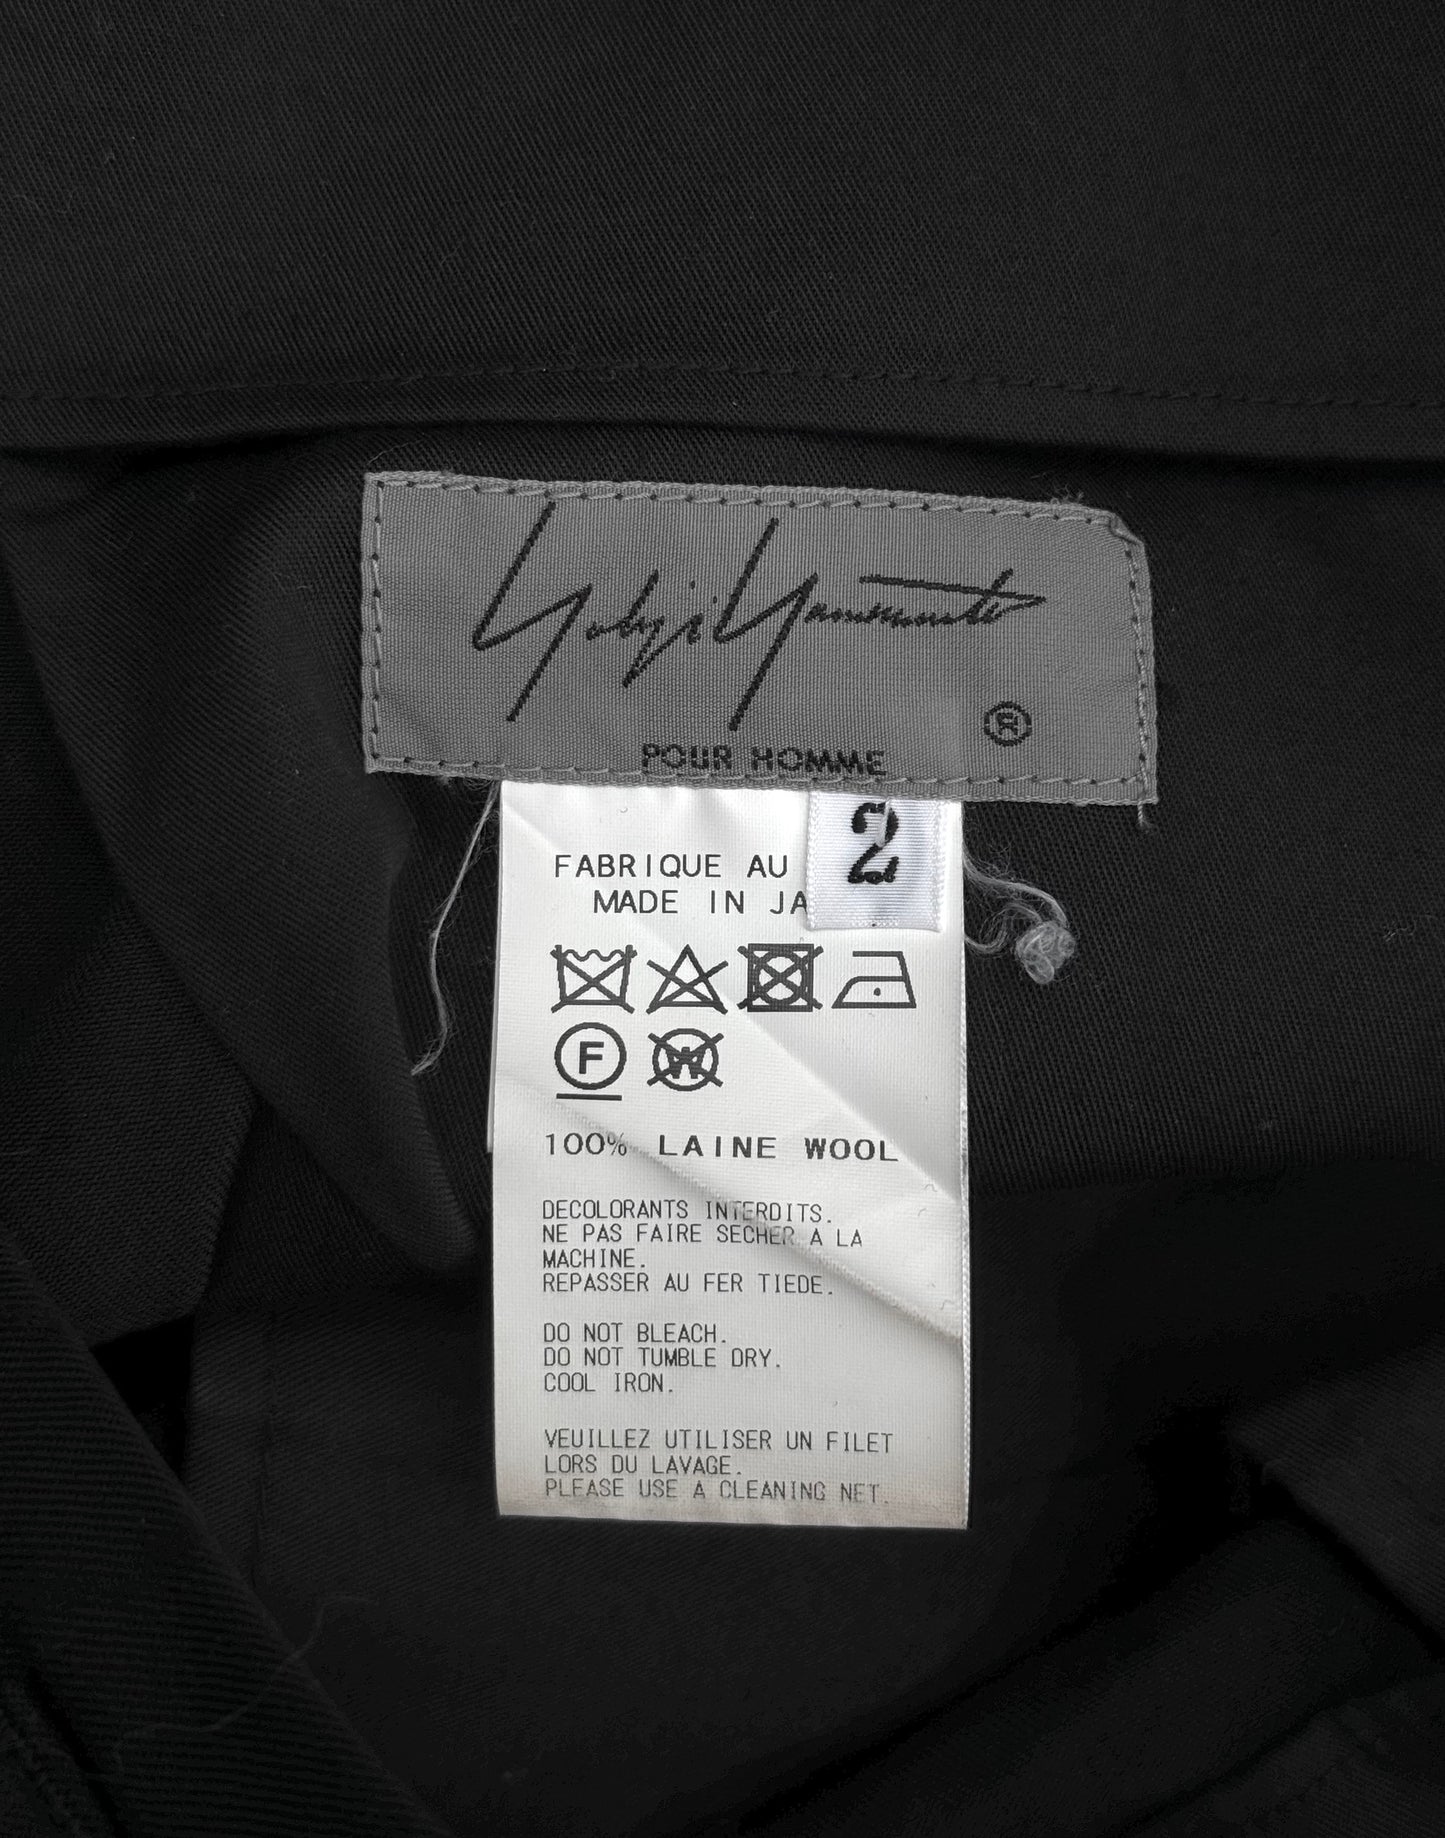 Yohji Yamamoto
®
POUR HOMME
2
FABRIQUE AU
MADE IN JA
F
W
100% LAINE WOOL
DECOLORANTS INTERDITS.
NE PAS FAIRE SECHER A LA
MACHINE.
REPASSER AU FER TIEDE.
DO NOT BLEACH.
DO NOT TUMBLE DRY.
COOL IRON.
VEUILLEZ UTILISER UN FILET
LORS DU LAVAGE.
PLEASE USE A CLEANING NET.